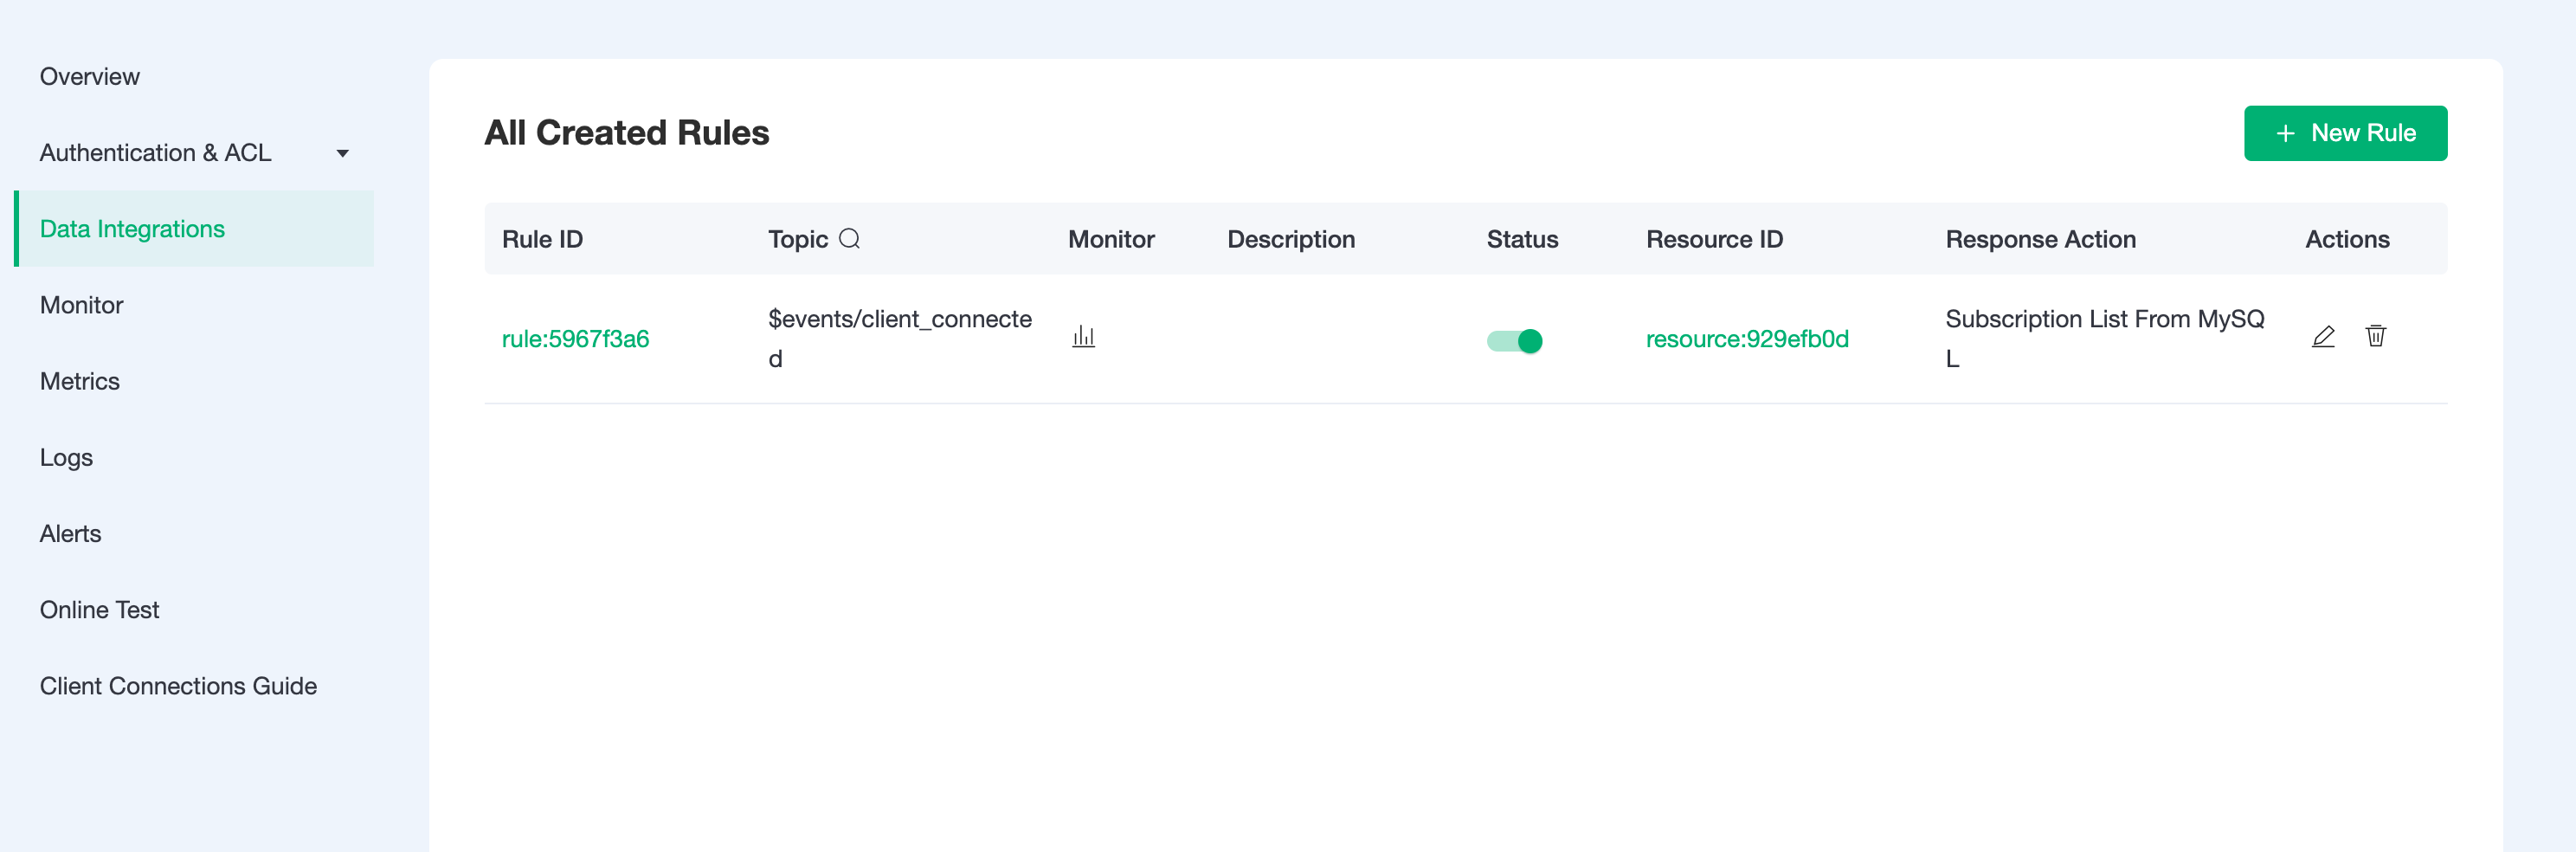 Overview
Authentication & ACL
Data Integrations
Monitor
Metrics
Logs
Alerts
Online Test
Client Connections Guide
All Created Rules
+ New Rule
Rule ID Topic Monitor Description Status Resource ID Response Action Actions
rule:5967f3a6 $events/client_connecte resource:929efb0d Subscription List From MySQ
d L